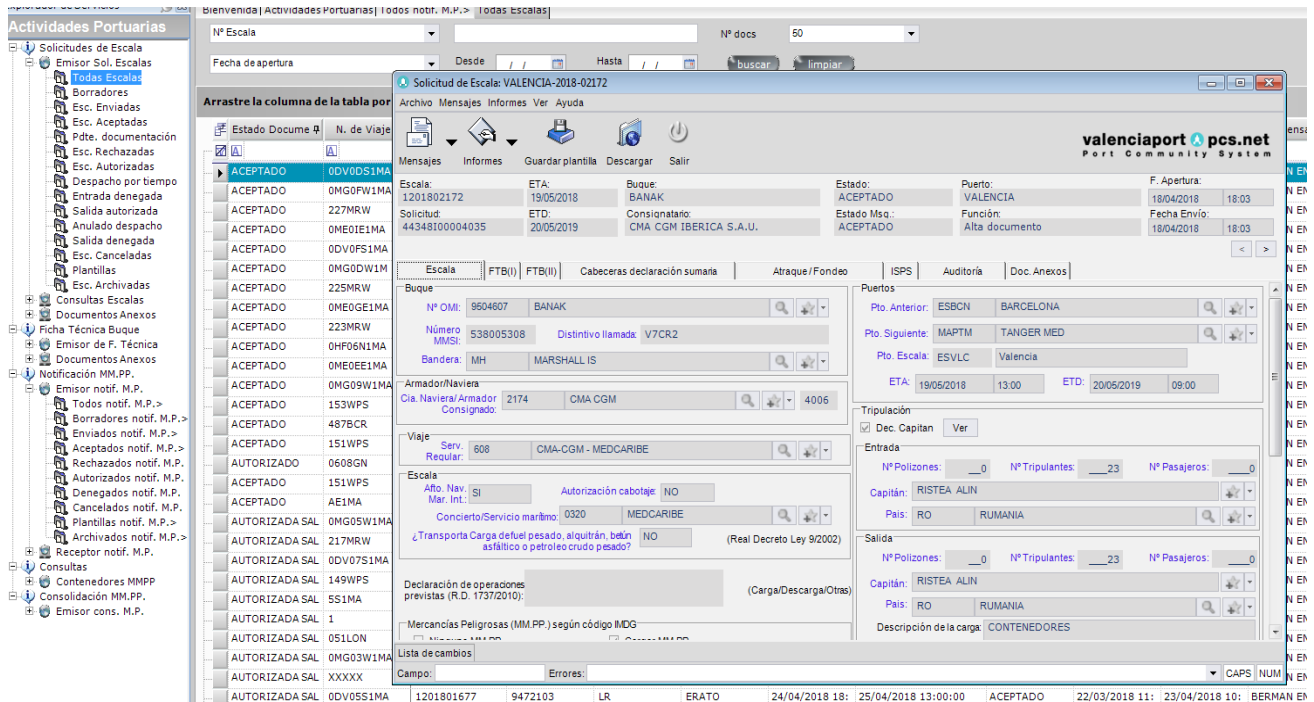 Explorador de Servicios
Actividades Portuarias
Solicitudes de Escala
Emisor Sol. Escalas
Todas Escalas
Borradores
Esc. Enviadas
Esc. Aceptadas
Pdte. documentación
Esc. Rechazadas
Esc. Autorizadas
Despacho por tiempo
Entrada denegada
Salida autorizada
Anulado despacho
Salida denegada
Esc. Canceladas
Plantillas
Esc. Archivadas
Consultas Escalas
Documentos Anexos
Ficha Técnica Buque
Emisor de F. Técnica
Documentos Anexos
Notificación MM.PP.
Emisor notif. M.P.
Todos notif. M.P.>
Borradores notif. M.P.>
Enviados notif. M.P.>
Aceptados notif. M.P.>
Rechazados notif. M.P.
Autorizados notif. M.P.
Denegados notif. M.P.
Cancelados notif. M.P.
Plantillas notif. M.P.>
Archivados notif. M.P.>
Receptor notif. M.P.
Consultas
Contenedores MMPP
Consolidación MM.PP.
Emisor cons. M.P.
Bienvenida | Actividades Portuarias | Todos notif. M.P.> Todas Escalas
Nº Escala Nº docs 50
Fecha de apertura Desde / / Hasta / / buscar limpiar
Arrastre la columna de la tabla por
Estado Docume N. de Viaje
ACEPTADO 0DV0DS1MA
ACEPTADO 0MG0FW1MA
ACEPTADO 227MRW
ACEPTADO 0ME0IE1MA
ACEPTADO 0DV0FS1MA
ACEPTADO 0MG0DW1M
ACEPTADO 225MRW
ACEPTADO 0ME0GE1MA
ACEPTADO 223MRW
ACEPTADO 0HF06N1MA
ACEPTADO 0ME0EE1MA
ACEPTADO 0MG09W1MA
ACEPTADO 153WPS
ACEPTADO 487BCR
ACEPTADO 151WPS
AUTORIZADO 0608GN
ACEPTADO 151WPS
ACEPTADO AE1MA
AUTORIZADA SAL 0MG05W1MA
AUTORIZADA SAL 217MRW
AUTORIZADA SAL 0DV07S1MA
AUTORIZADA SAL 149WPS
AUTORIZADA SAL 5S1MA
AUTORIZADA SAL 1
AUTORIZADA SAL 051LON
AUTORIZADA SAL 0MG03W1MA
AUTORIZADA SAL XXXXX
AUTORIZADA SAL 0DV05S1MA 1201801677 9472103 LR ERATO 24/04/2018 18: 25/04/2018 13:00:00 ACEPTADO 22/03/2018 11: 23/04/2018 10: BERMAN EN
Solicitud de Escala: VALENCIA-2018-02172
Archivo Mensajes Informes Ver Ayuda
Mensajes Informes Guardar plantilla Descargar Salir
valenciaport pcs.net
Port Community System
Escala: ETA: Buque: Estado: Puerto: F. Apertura:
1201802172 19/05/2018 BANAK ACEPTADO VALENCIA 18/04/2018 18:03
Solicitud: ETD: Consignatario: Estado Msg.: Función: Fecha Envío:
44348I00004035 20/05/2019 CMA CGM IBERICA S.A.U. ACEPTADO Alta documento 18/04/2018 18:03
< >
Escala FTB(I) FTB(II) Cabeceras declaración sumaria Atraque / Fondeo ISPS Auditoría Doc. Anexos
Buque
Nº OMI: 9504607 BANAK
Número MMSI: 538005308 Distintivo llamada: V7CR2
Bandera: MH MARSHALL IS
Armador/Naviera
Cia. Naviera/Armador Consignado: 2174 CMA CGM 4006
Viaje
Serv. Regular: 608 CMA-CGM - MEDCARIBE
Escala
Afto. Nav. Mar. Int.: SI Autorización cabotaje: NO
Concierto/Servicio marítimo: 0320 MEDCARIBE
¿Transporta Carga de fuel pesado, alquitrán, betún
asfáltico o petroleo crudo pesado? NO (Real Decreto Ley 9/2002)
Declaración de operaciones
previstas (R.D. 1737/2010): (Carga/Descarga/Otras)
Mercancías Peligrosas (MM.PP.) según código IMDG
Puertos
Pto. Anterior: ESBCN BARCELONA
Pto. Siguiente: MAPTM TANGER MED
Pto. Escala: ESVLC Valencia
ETA: 19/05/2018 13:00 ETD: 20/05/2019 09:00
Tripulación
Dec. Capitan Ver
Entrada
Nº Polizones: __0 Nº Tripulantes: ___23 Nº Pasajeros: ____0
Capitán: RISTEA ALIN
Pais: RO RUMANIA
Salida
Nº Polizones: __0 Nº Tripulantes: ___23 Nº Pasajeros: ____0
Capitán: RISTEA ALIN
Pais: RO RUMANIA
Descripción de la carga: CONTENEDORES
Lista de cambios
Campo: Errores: CAPS NUM